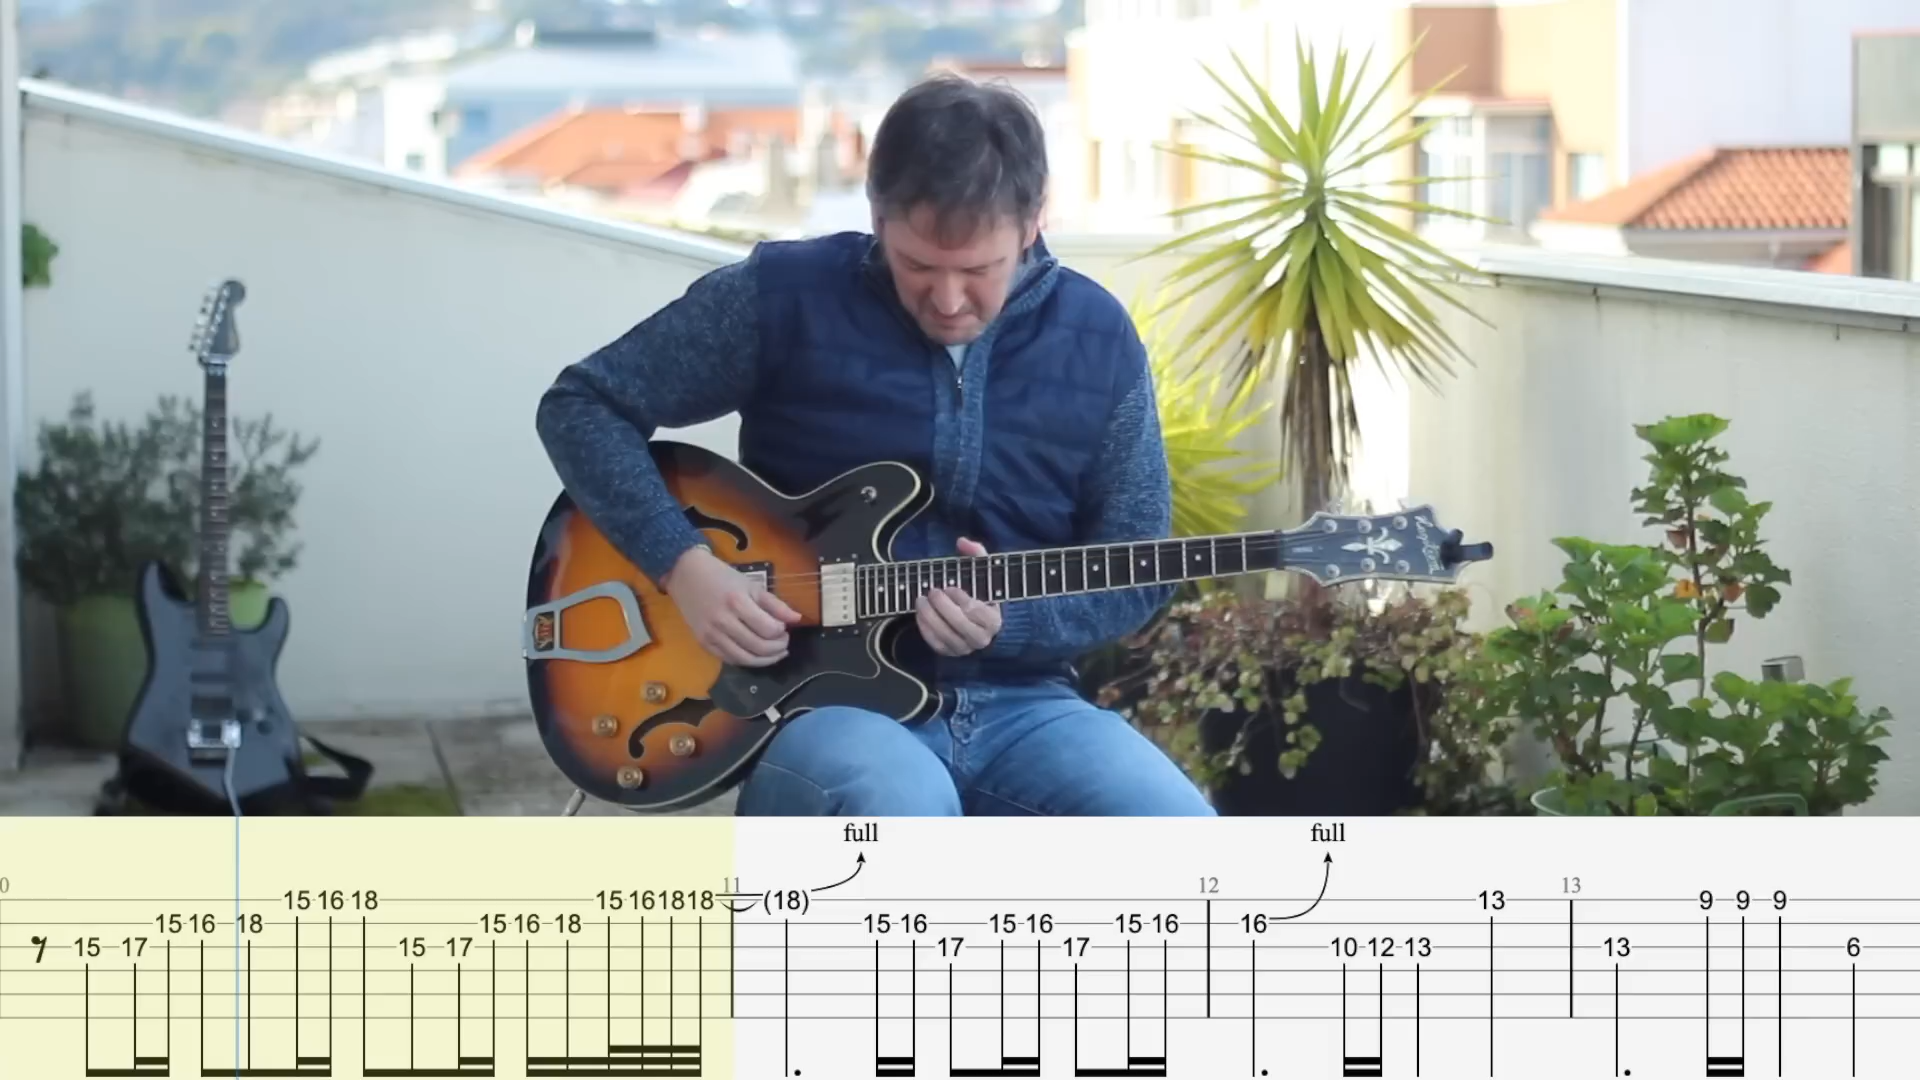 Hagstrom
full full
0 11 12 13
15 16 18 15 16 18 18 (18) 13 9 9 9
15 16 18 15 16 18 15 16 15 16 15 16 16
15 17 15 17 17 17 10 12 13 13 6